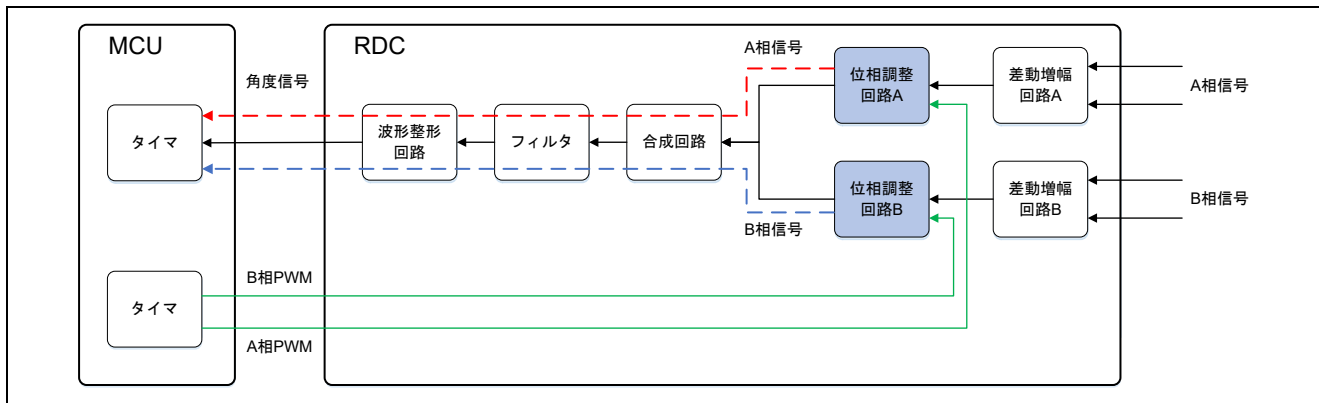 MCU
RDC
A相信号
角度信号
位相調整
回路A
差動増幅
回路A
A相信号
タイマ
波形整形
回路
フィルタ
合成回路
位相調整
回路B
差動増幅
回路B
B相信号
B相信号
タイマ
B相PWM
A相PWM